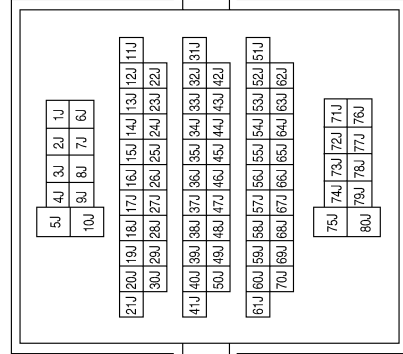 1J 2J 3J 4J 5J
6J 7J 8J 9J 10J
11J 12J 13J 14J 15J 16J 17J 18J 19J 20J 21J
22J 23J 24J 25J 26J 27J 28J 29J 30J
31J 32J 33J 34J 35J 36J 37J 38J 39J 40J 41J
42J 43J 44J 45J 46J 47J 48J 49J 50J
51J 52J 53J 54J 55J 56J 57J 58J 59J 60J 61J
62J 63J 64J 65J 66J 67J 68J 69J 70J
71J 72J 73J 74J 75J
76J 77J 78J 79J 80J